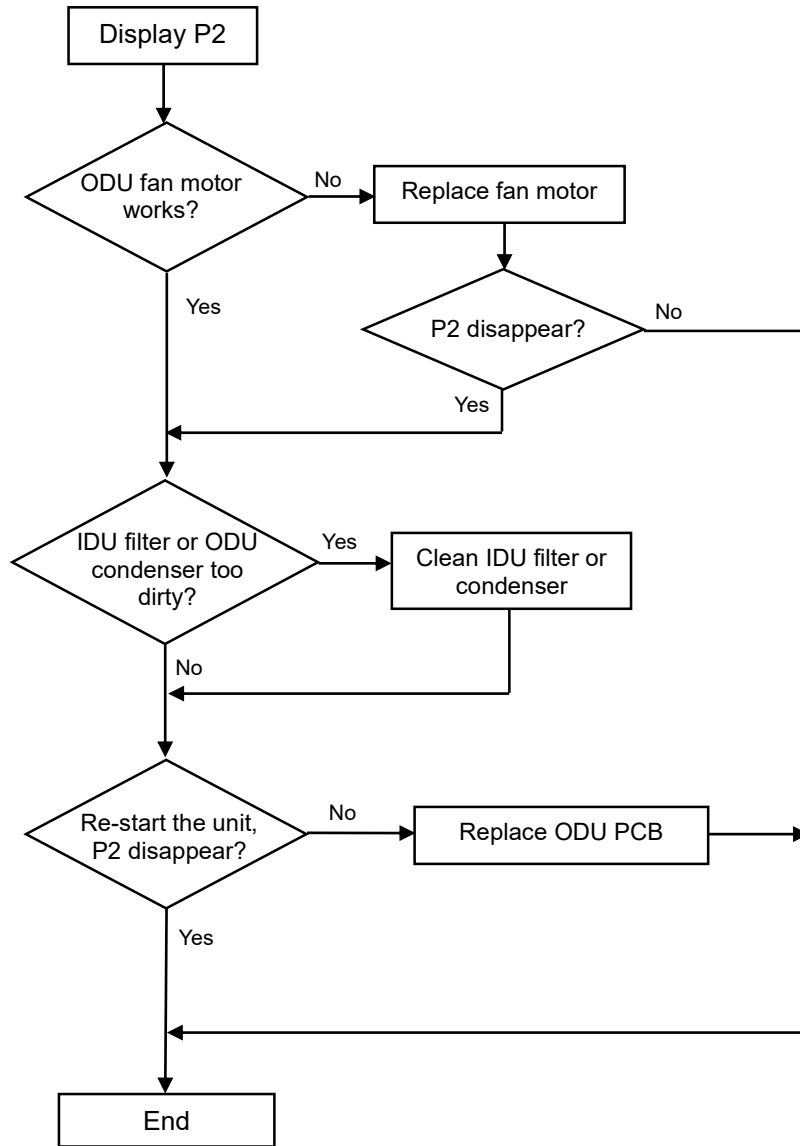 Display P2
ODU fan motor
works?
No
Replace fan motor
Yes
P2 disappear?
No
Yes
IDU filter or ODU
condenser too
dirty?
Yes
Clean IDU filter or
condenser
No
Re-start the unit,
P2 disappear?
No
Replace ODU PCB
Yes
End